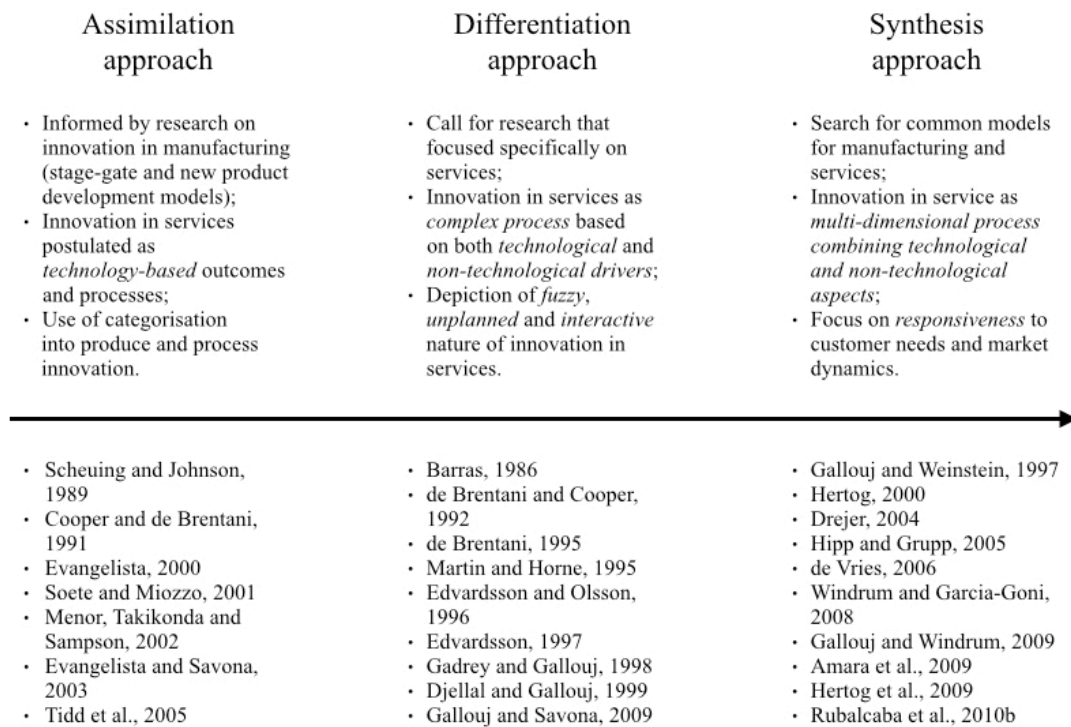 Assimilation
approach
• Informed by research on
innovation in manufacturing
(stage-gate and new product
development models);
• Innovation in services
postulated as
technology-based outcomes
and processes;
• Use of categorisation
into produce and process
innovation.
Differentiation
approach
• Call for research that
focused specifically on
services;
• Innovation in services as
complex process based
on both technological and
non-technological drivers;
• Depiction of fuzzy,
unplanned and interactive
nature of innovation in
services.
Synthesis
approach
• Search for common models
for manufacturing and
services;
• Innovation in service as
multi-dimensional process
combining technological
and non-technological
aspects;
• Focus on responsiveness to
customer needs and market
dynamics.
• Scheuing and Johnson,
1989
• Cooper and de Brentani,
1991
• Evangelista, 2000
• Soete and Miozzo, 2001
• Menor, Takikonda and
Sampson, 2002
• Evangelista and Savona,
2003
• Tidd et al., 2005
• Barras, 1986
• de Brentani and Cooper,
1992
• de Brentani, 1995
• Martin and Horne, 1995
• Edvardsson and Olsson,
1996
• Edvardsson, 1997
• Gadrey and Gallouj, 1998
• Djellal and Gallouj, 1999
• Gallouj and Savona, 2009
• Gallouj and Weinstein, 1997
• Hertog, 2000
• Drejer, 2004
• Hipp and Grupp, 2005
• de Vries, 2006
• Windrum and Garcia-Goni,
2008
• Gallouj and Windrum, 2009
• Amara et al., 2009
• Hertog et al., 2009
• Rubalcaba et al., 2010b